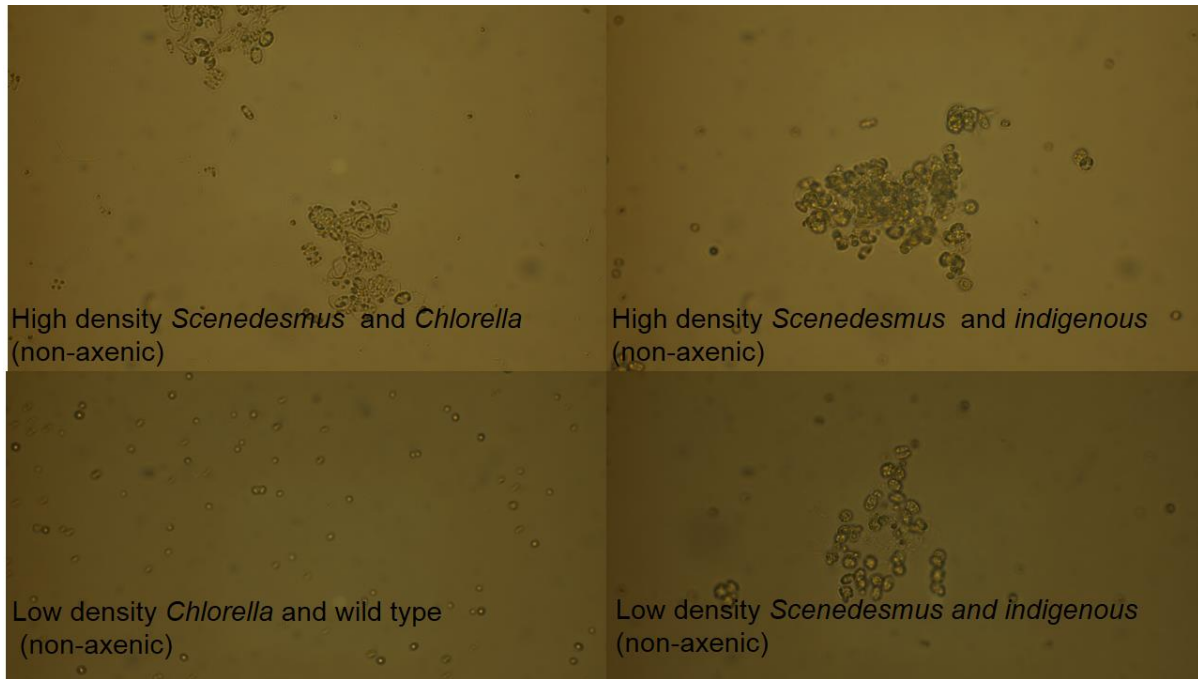 High density Scenedesmus and Chlorella
(non-axenic)
High density Scenedesmus and indigenous
(non-axenic)
Low density Chlorella and wild type
(non-axenic)
Low density Scenedesmus and indigenous
(non-axenic)